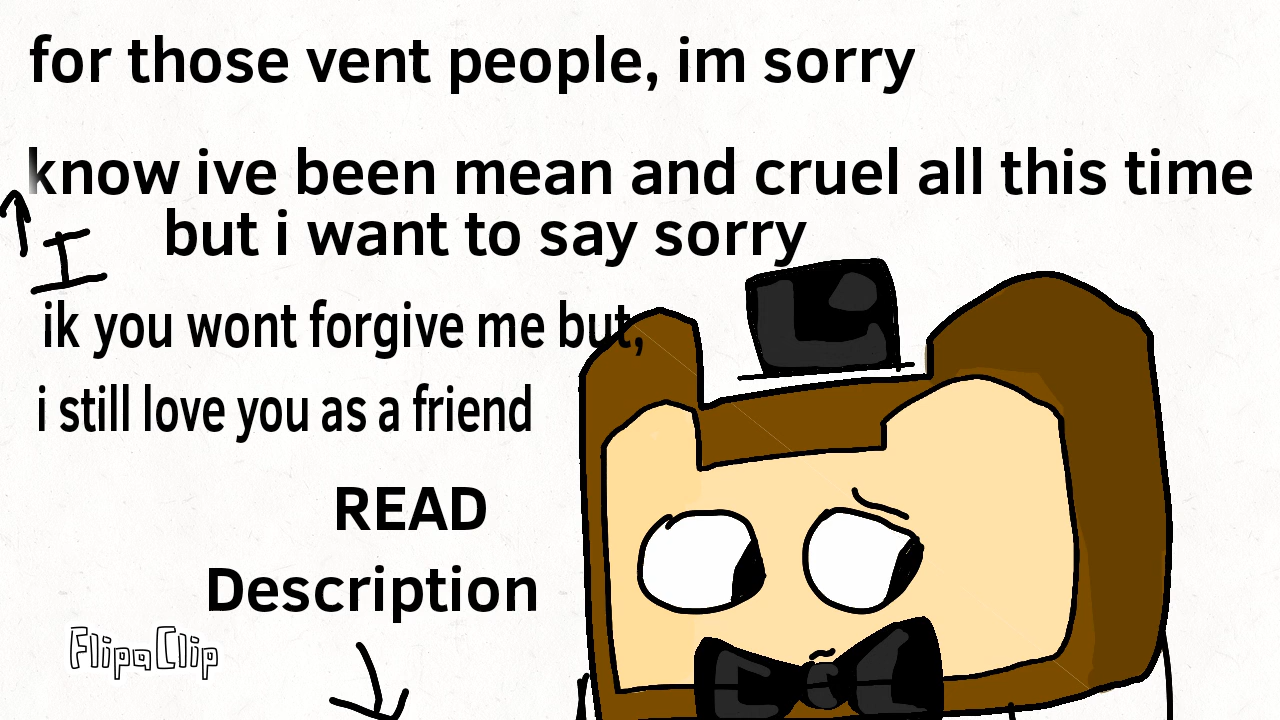 for those vent people, im sorry
know ive been mean and cruel all this time
I
but i want to say sorry
ik you wont forgive me but,
i still love you as a friend
READ
Description
FlipaClip